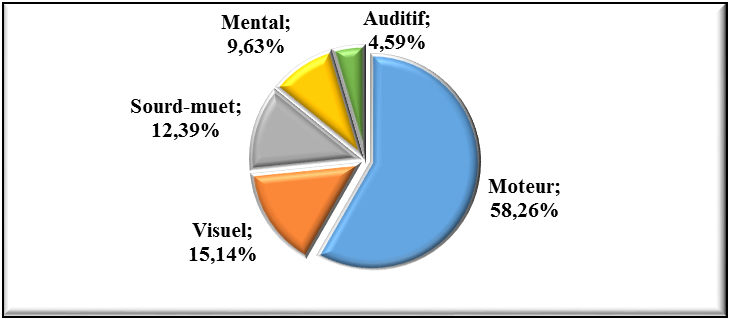 Mental;
9,63%
Auditif;
4,59%
Sourd-muet;
12,39%
Moteur;
58,26%
Visuel;
15,14%